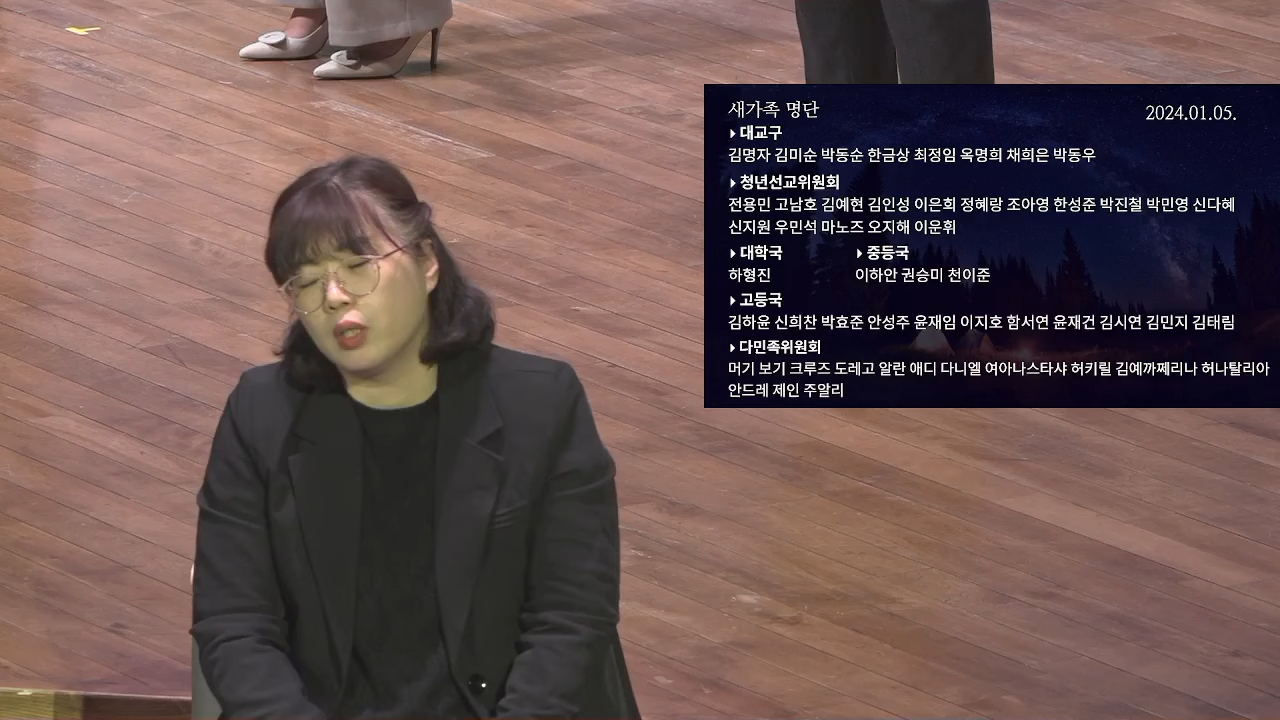 새가족 명단
2024.01.05.
대교구
김명자 김미순 박동순 한금상 최정임 옥명희 채희은 박동우
청년선교위원회
전용민 고남호 김예현 김인성 이은희 정혜랑 조아영 한성준 박진철 박민영 신다혜
신지원 우민석 마노즈 오지해 이운휘
대학국 중등국
하형진 이하안 권승미 천이준
고등국
김하윤 신희찬 박효준 안성주 윤재임 이지호 함서연 윤재건 김시연 김민지 김태림
다민족위원회
머기 보기 크루즈 도레고 알란 애디 다니엘 여아나스타샤 허키릴 김예까쩨리나 허나탈리아
안드레 제인 주알리